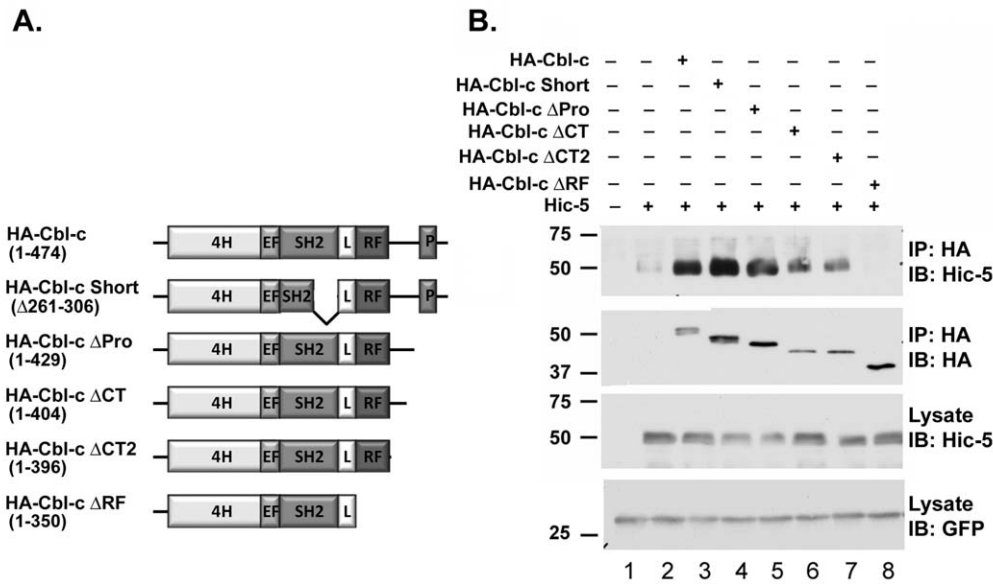 A.
HA-Cbl-c
(1-474)
4H EF SH2 L RF P
HA-Cbl-c Short
(Δ261-306)
4H EF SH2 L RF P
HA-Cbl-c ΔPro
(1-429)
4H EF SH2 L RF
HA-Cbl-c ΔCT
(1-404)
4H EF SH2 L RF
HA-Cbl-c ΔCT2
(1-396)
4H EF SH2 L RF
HA-Cbl-c ΔRF
(1-350)
4H EF SH2 L
B.
HA-Cbl-c – – + – – – – –
HA-Cbl-c Short – – – + – – – –
HA-Cbl-c ΔPro – – – – + – – –
HA-Cbl-c ΔCT – – – – – + – –
HA-Cbl-c ΔCT2 – – – – – – + –
HA-Cbl-c ΔRF – – – – – – – +
Hic-5 – + + + + + + +
75
50
IP: HA
IB: Hic-5
50
37
IP: HA
IB: HA
75
50
Lysate
IB: Hic-5
25
Lysate
IB: GFP
1 2 3 4 5 6 7 8